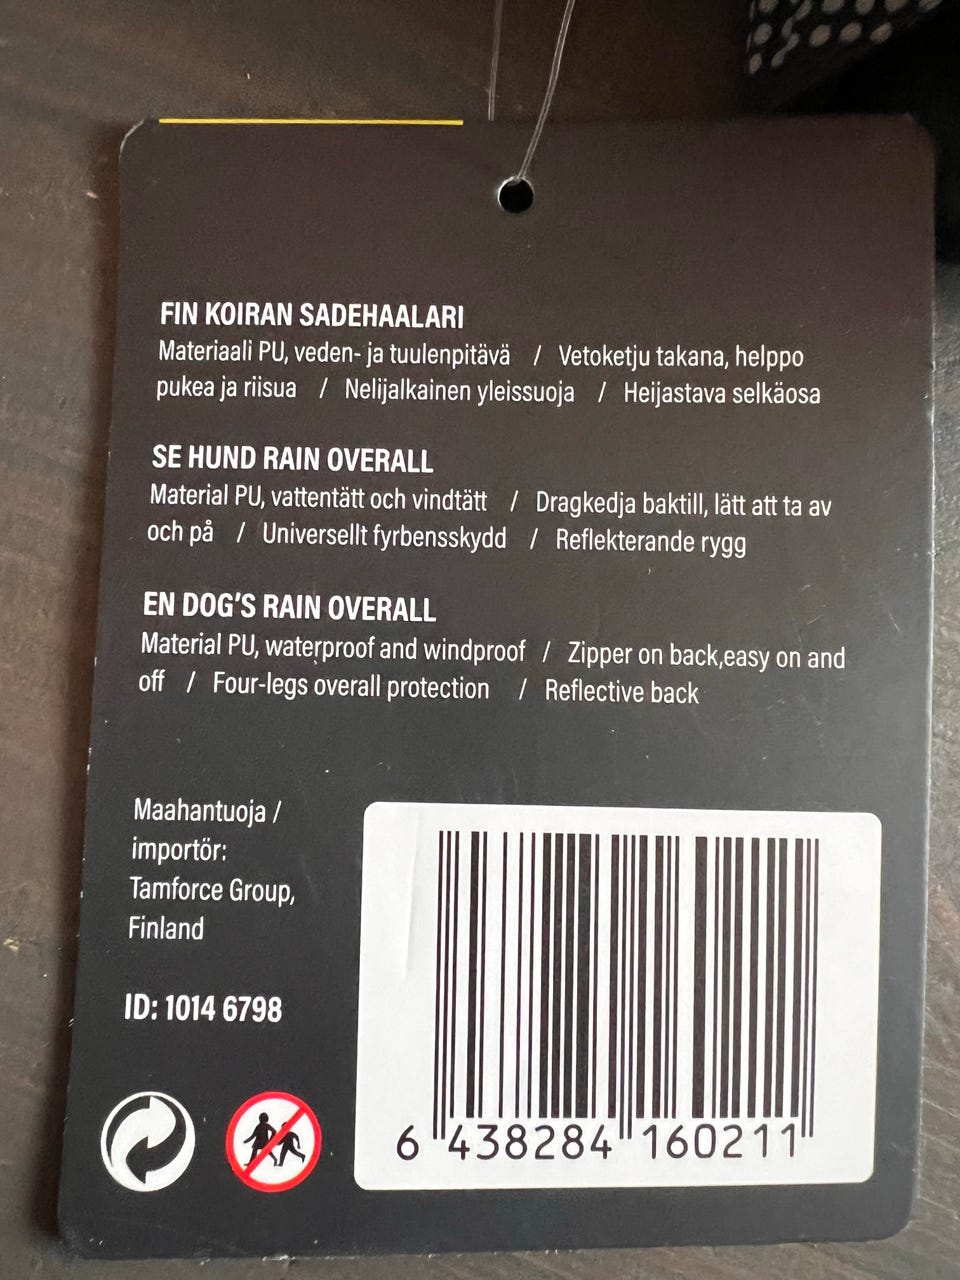 FIN KOIRAN SADEHAALARI
Materiaali PU, veden- ja tuulenpitävä / Vetoketju takana, helppo
pukea ja riisua / Nelijalkainen yleissuoja / Heijastava selkäosa
SE HUND RAIN OVERALL
Material PU, vattentätt och vindtätt / Dragkedja baktill, lätt att ta av
och på / Universellt fyrbensskydd / Reflekterande rygg
EN DOG'S RAIN OVERALL
Material PU, waterproof and windproof / Zipper on back,easy on and
off / Four-legs overall protection / Reflective back
Maahantuoja /
importör:
Tamforce Group,
Finland
ID: 1014 6798
6 438284 160211